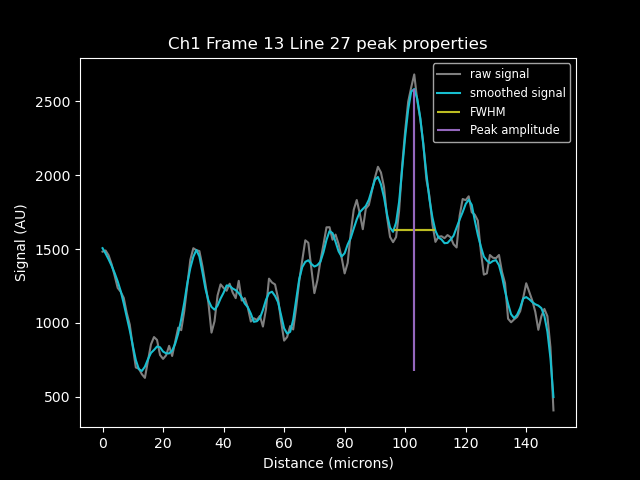 Ch1 Frame 13 Line 27 peak properties
raw signal
smoothed signal
FWHM
Peak amplitude
Signal (AU)
2500
2000
1500
1000
500
0 20 40 60 80 100 120 140
Distance (microns)